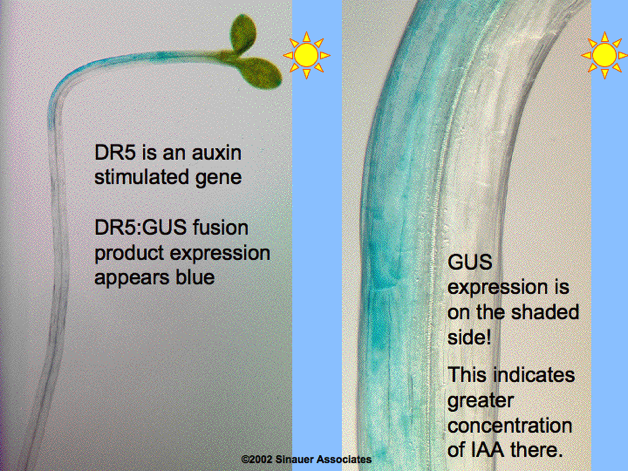 DR5 is an auxin
stimulated gene
DR5:GUS fusion
product expression
appears blue
GUS
expression is
on the shaded
side!
This indicates
greater
concentration
of IAA there.
©2002 Sinauer Associates